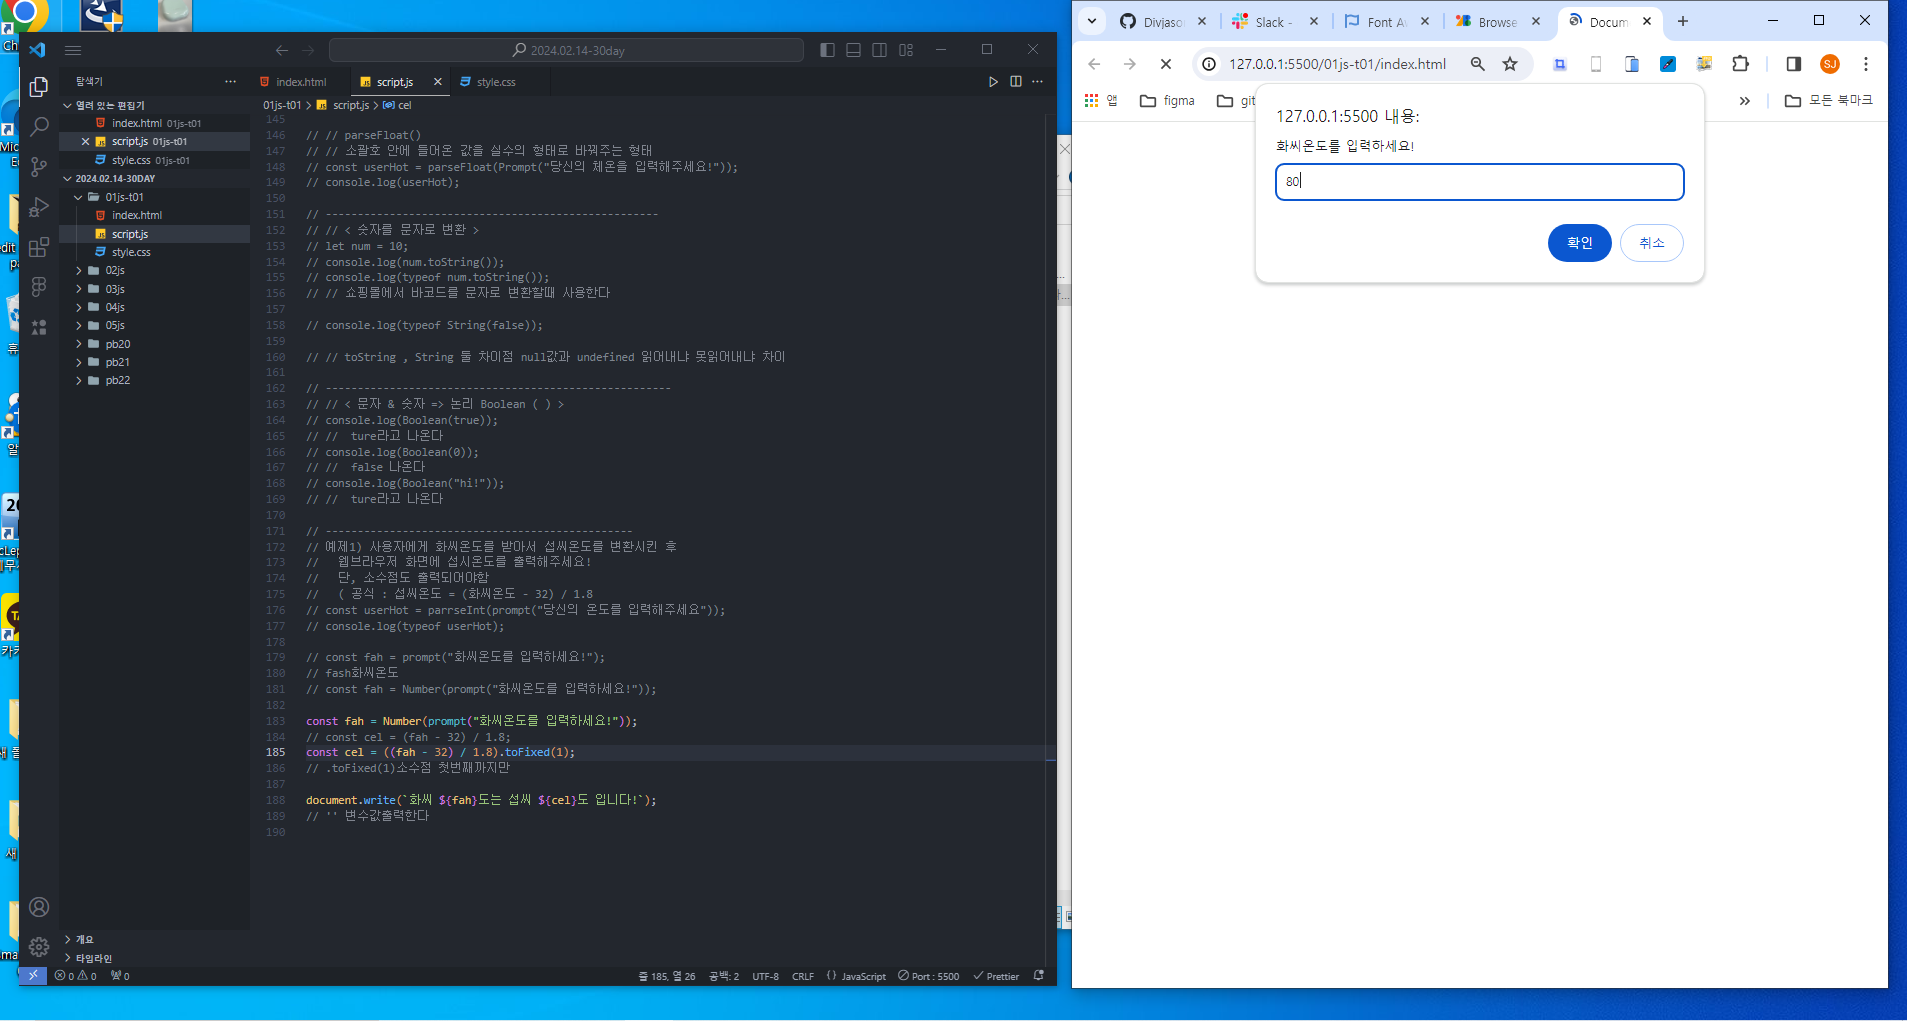 2024.02.14-30day
탐색기
index.html
script.js
style.css
열려 있는 편집기
index.html 01js-t01
script.js 01js-t01
style.css 01js-t01
2024.02.14-30DAY
01js-t01
index.html
script.js
style.css
02js
03js
04js
05js
pb20
pb21
pb22
개요
타임라인
01js-t01 > script.js > cel
145
146 // // parseFloat()
147 // // 소괄호 안에 들어온 값을 실수의 형태로 바꿔주는 형태
148 // const userHot = parseFloat(Prompt("당신의 체온을 입력해주세요!"));
149 // console.log(userHot);
150
151 // ----------------------------------------------------
152 // // < 숫자를 문자로 변환 >
153 // let num = 10;
154 // console.log(num.toString());
155 // console.log(typeof num.toString());
156 // // 쇼핑몰에서 바코드를 문자로 변환할때 사용한다
157
158 // console.log(typeof String(false));
159
160 // // toString , String 둘 차이점 null값과 undefined 읽어내냐 못읽어내냐 차이
161
162 // ------------------------------------------------------
163 // // < 문자 & 숫자 => 논리 Boolean ( ) >
164 // console.log(Boolean(true));
165 // //  ture라고 나온다
166 // console.log(Boolean(0));
167 // //  false 나온다
168 // console.log(Boolean("hi!"));
169 // //  ture라고 나온다
170
171 // ------------------------------------------------
172 // 예제1) 사용자에게 화씨온도를 받아서 섭씨온도를 변환시킨 후
173 //   웹브라우저 화면에 섭시온도를 출력해주세요!
174 //   단, 소수점도 출력되어야함
175 //   ( 공식 : 섭씨온도 = (화씨온도 - 32) / 1.8
176 // const userHot = parrseInt(prompt("당신의 온도를 입력해주세요"));
177 // console.log(typeof userHot);
178
179 // const fah = prompt("화씨온도를 입력하세요!");
180 // fash화씨온도
181 // const fah = Number(prompt("화씨온도를 입력하세요!"));
182
183 const fah = Number(prompt("화씨온도를 입력하세요!"));
184 // const cel = (fah - 32) / 1.8;
185 const cel = ((fah - 32) / 1.8).toFixed(1);
186 // .toFixed(1)소수점 첫번째까지만
187
188 document.write(`화씨 ${fah}도는 섭씨 ${cel}도 입니다!`);
189 // '' 변수값출력한다
190
0 0 0
줄 185, 열 26 공백: 2 UTF-8 CRLF {} JavaScript Port : 5500 Prettier
Divjaso
Slack -
Font Av
Browse
Docum
127.0.0.1:5500/01js-t01/index.html
SJ
앱
figma
git
모든 북마크
127.0.0.1:5500 내용:
화씨온도를 입력하세요!
80
확인
취소